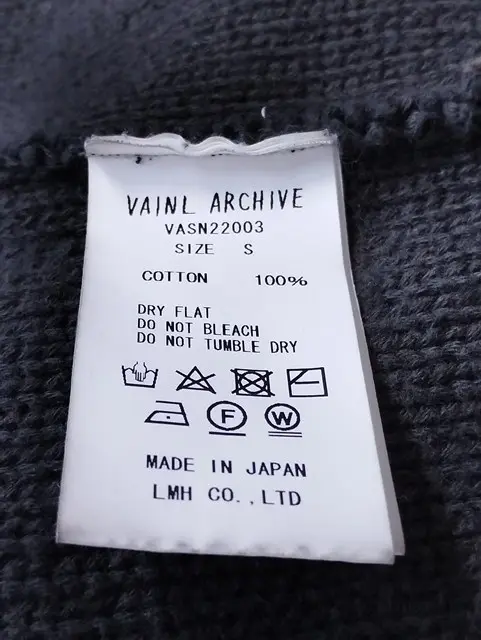 VAINL ARCHIVE
VASN22003
SIZE S
COTTON 100%
DRY FLAT
DO NOT BLEACH
DO NOT TUMBLE DRY
F W
MADE IN JAPAN
LMH CO.,LTD